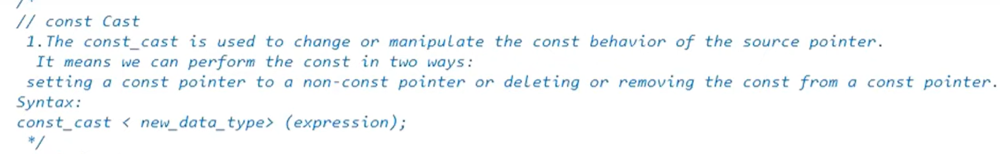 /*
// const Cast
1.The const_cast is used to change or manipulate the const behavior of the source pointer.
It means we can perform the const in two ways:
setting a const pointer to a non-const pointer or deleting or removing the const from a const pointer.
Syntax:
const_cast < new_data_type> (expression);
*/